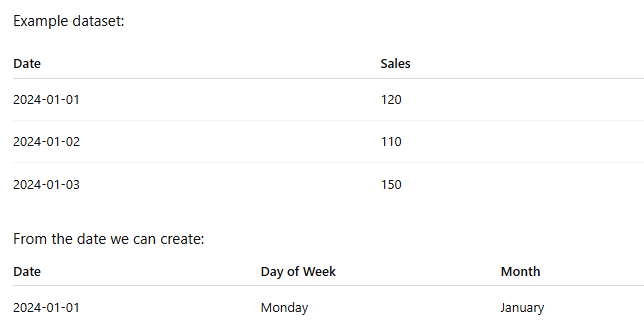 Example dataset:
Date Sales
2024-01-01 120
2024-01-02 110
2024-01-03 150
From the date we can create:
Date Day of Week Month
2024-01-01 Monday January